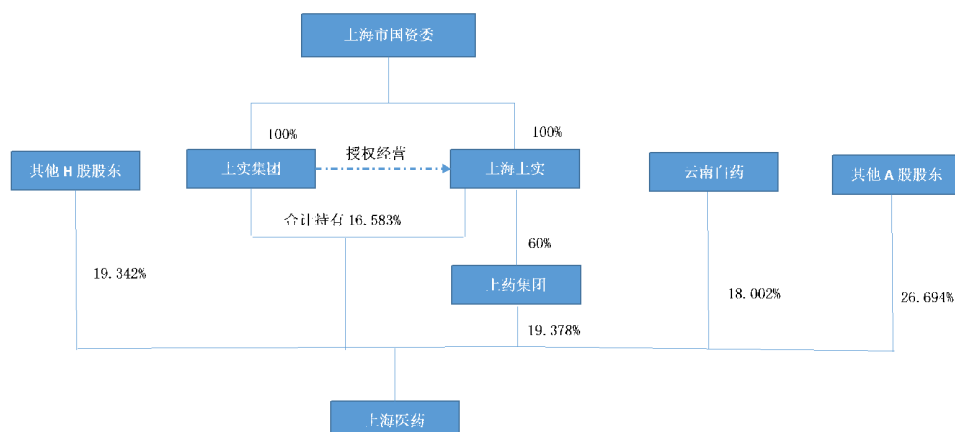 上海市国资委
100%
100%
其他 H 股股东
上实集团
授权经营
上海上实
云南白药
其他 A 股股东
合计持有 16.583%
60%
19.342%
上药集团
18.002%
26.694%
19.378%
上海医药